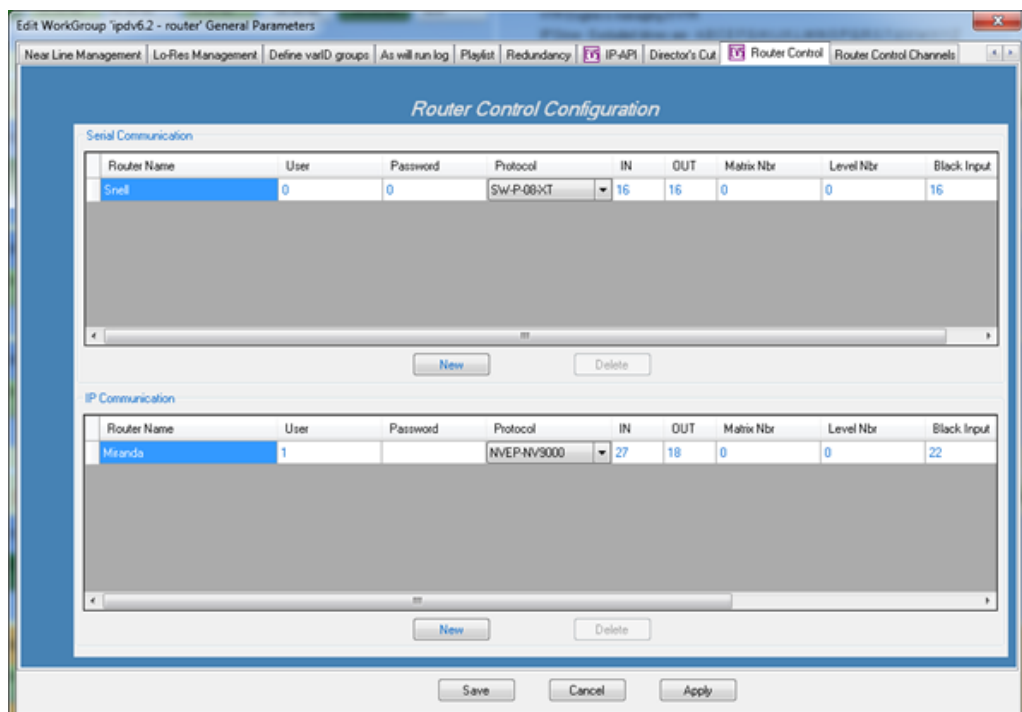 Edit WorkGroup 'ipdv6.2 - router' General Parameters
Near Line Management Lo-Res Management Define varID groups As will run log Playlist Redundancy EVS IP-API Director's Cut EVS Router Control Router Control Channels
Router Control Configuration
Serial Communication
Router Name User Password Protocol IN OUT Matrix Nbr Level Nbr Black Input
Snell 0 0 SW-P-08-XT 16 16 0 0 16
New Delete
IP Communication
Router Name User Password Protocol IN OUT Matrix Nbr Level Nbr Black Input
Miranda 1 NVEP-NV9000 27 18 0 0 22
New Delete
Save Cancel Apply